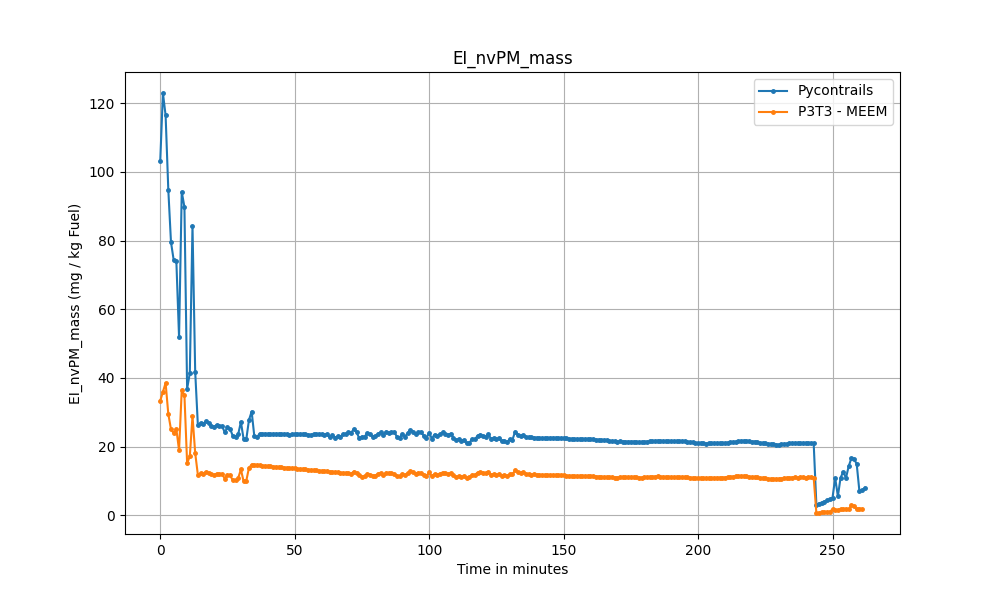 EI_nvPM_mass
Pycontrails
P3T3 - MEEM
EI_nvPM_mass (mg / kg Fuel)
120
100
80
60
40
20
0
0 50 100 150 200 250
Time in minutes